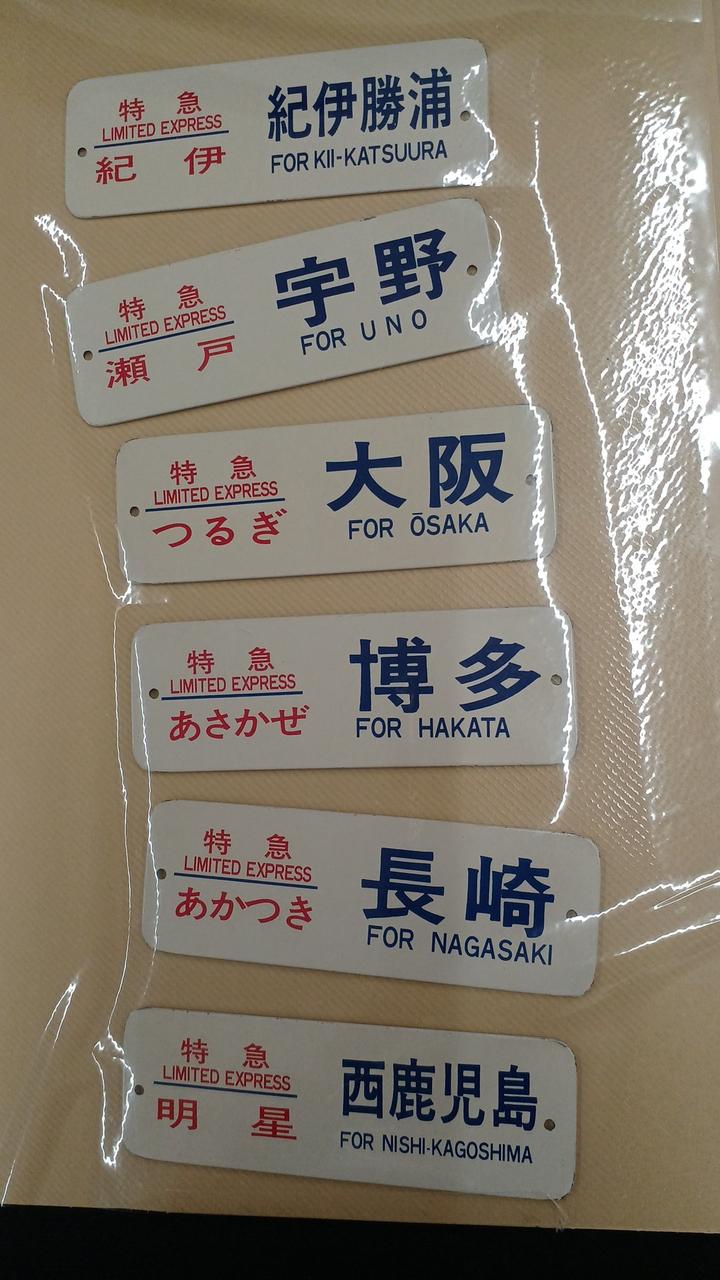 特急
LIMITED EXPRESS
紀伊
紀伊勝浦
FOR KII-KATSUURA
特急
LIMITED EXPRESS
瀬戸
宇野
FOR UNO
特急
LIMITED EXPRESS
つるぎ
大阪
FOR ŌSAKA
特急
LIMITED EXPRESS
あさかぜ
博多
FOR HAKATA
特急
LIMITED EXPRESS
あかつき
長崎
FOR NAGASAKI
特急
LIMITED EXPRESS
明星
西鹿児島
FOR NISHI-KAGOSHIMA